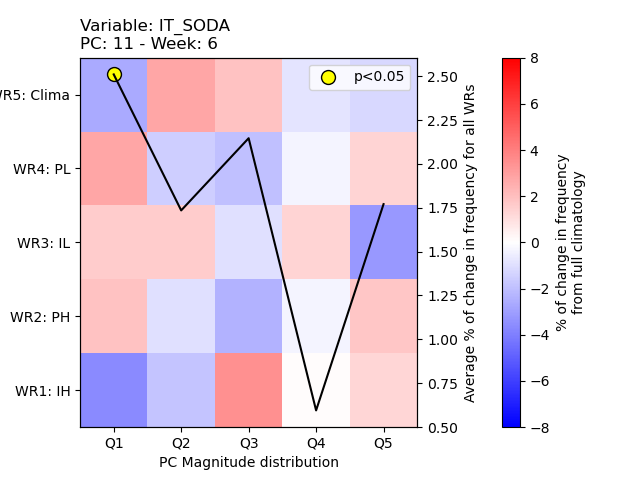 Variable: IT_SODA
PC: 11 - Week: 6
p<0.05
R5: Clima
WR4: PL
WR3: IL
WR2: PH
WR1: IH
Q1 Q2 Q3 Q4 Q5
PC Magnitude distribution
2.50
2.25
2.00
1.75
1.50
1.25
1.00
0.75
0.50
Average % of change in frequency for all WRs
8
6
4
2
0
−2
−4
−6
−8
% of change in frequency
from full climatology